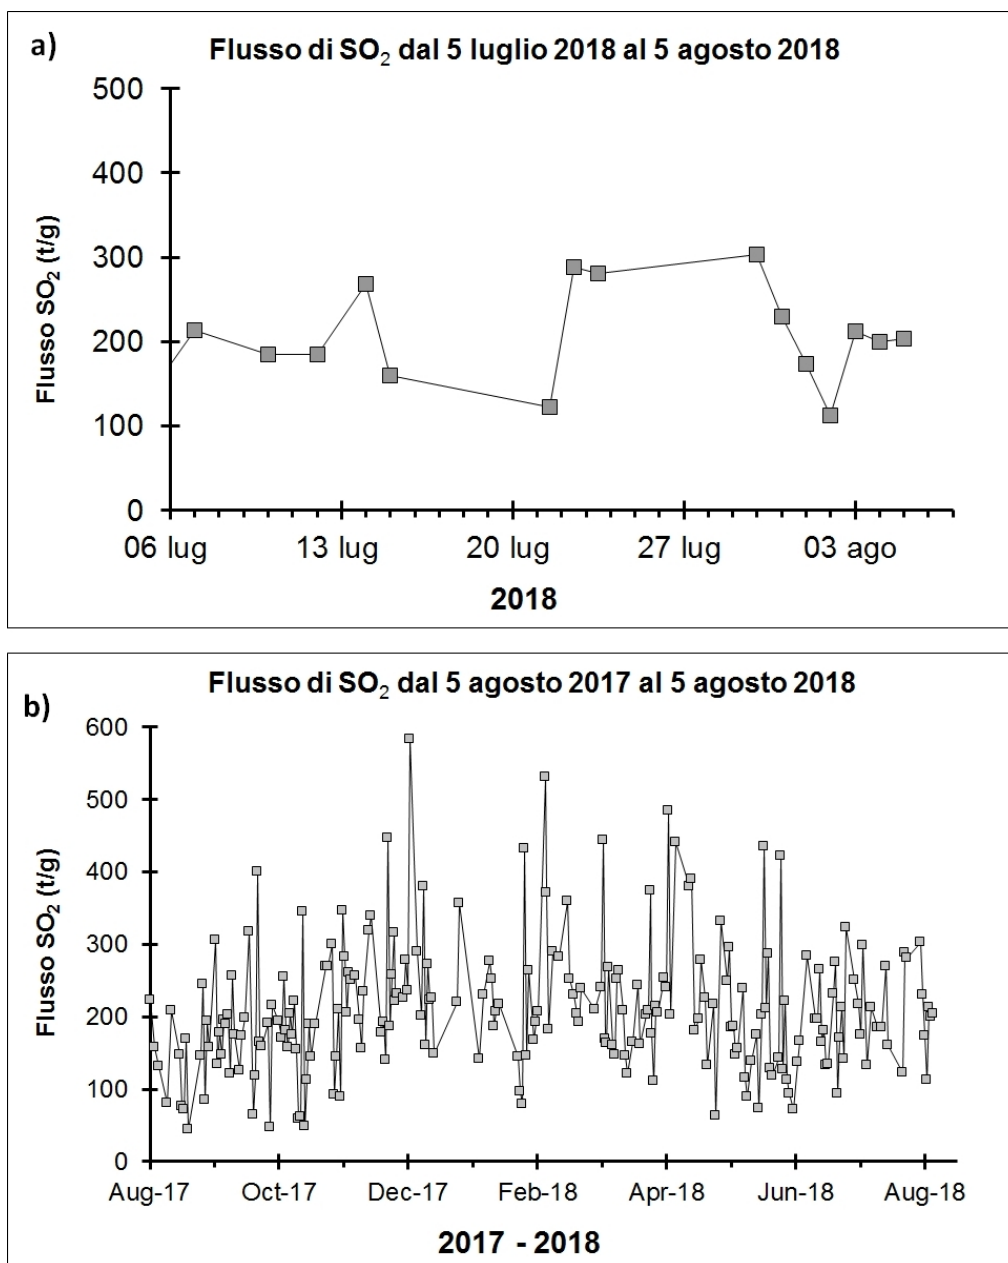 a)
Flusso di SO₂ dal 5 luglio 2018 al 5 agosto 2018
500
400
300
200
100
0
Flusso SO₂ (t/g)
06 lug 13 lug 20 lug 27 lug 03 ago
2018
b)
Flusso di SO₂ dal 5 agosto 2017 al 5 agosto 2018
600
500
400
300
200
100
0
Flusso SO₂ (t/g)
Aug-17 Oct-17 Dec-17 Feb-18 Apr-18 Jun-18 Aug-18
2017 - 2018